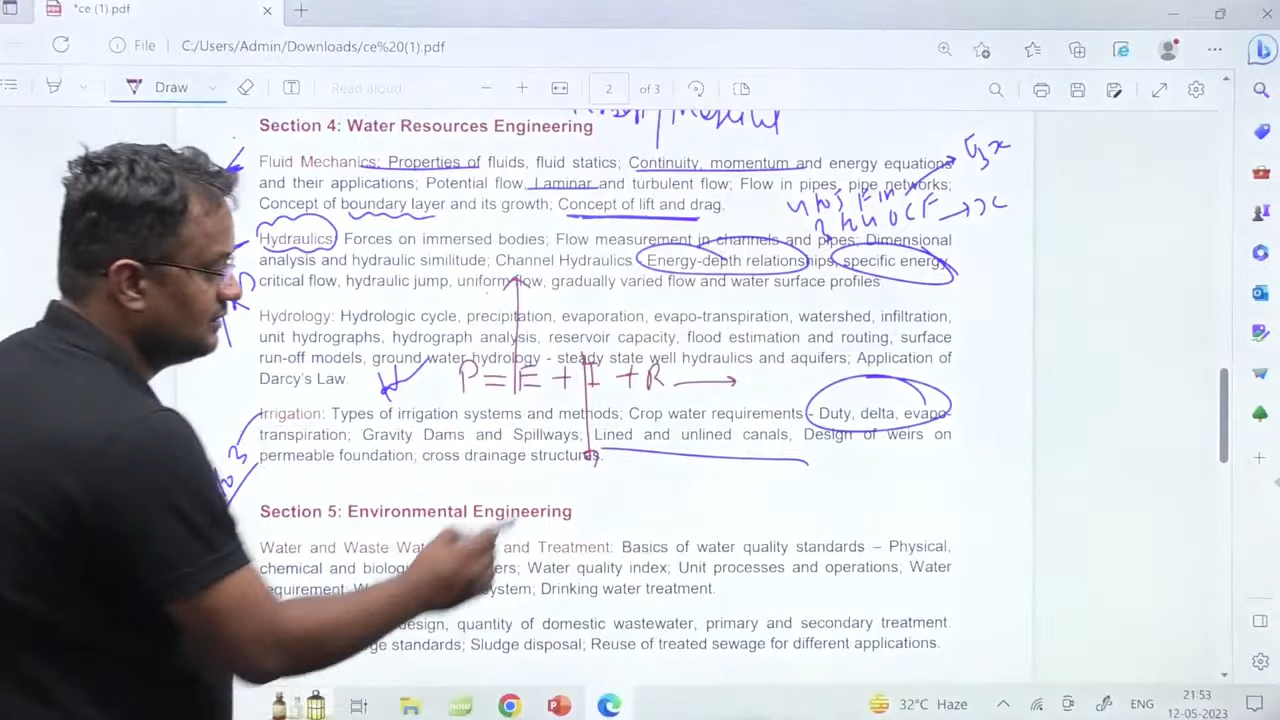 *ce (1).pdf
File C:/Users/Admin/Downloads/ce%20(1).pdf
Draw Read aloud 2 of 3
Section 4: Water Resources Engineering
Fluid Mechanics: Properties of fluids, fluid statics; Continuity, momentum and energy equations
and their applications; Potential flow, Laminar and turbulent flow; Flow in pipes, pipe networks;
Concept of boundary layer and its growth; Concept of lift and drag.
Hydraulics: Forces on immersed bodies; Flow measurement in channels and pipes; Dimensional
analysis and hydraulic similitude; Channel Hydraulics Energy-depth relationships, specific energy,
critical flow, hydraulic jump, uniform flow, gradually varied flow and water surface profiles.
Hydrology: Hydrologic cycle, precipitation, evaporation, evapo-transpiration, watershed, infiltration,
unit hydrographs, hydrograph analysis, reservoir capacity, flood estimation and routing, surface
run-off models, ground water hydrology - steady state well hydraulics and aquifers; Application of
Darcy's Law.
P = E + I + R
Irrigation: Types of irrigation systems and methods; Crop water requirements - Duty, delta, evapo-
transpiration; Gravity Dams and Spillways; Lined and unlined canals, Design of weirs on
permeable foundation, cross drainage structures.
Section 5: Environmental Engineering
Water and Waste and Treatment: Basics of water quality standards – Physical,
chemical and Water quality index; Unit processes and operations; Water
requirement; Drinking water treatment.
design, quantity of domestic wastewater, primary and secondary treatment.
standards; Sludge disposal; Reuse of treated sewage for different applications.
note
32°C Haze ENG 21:53
12-05-2023